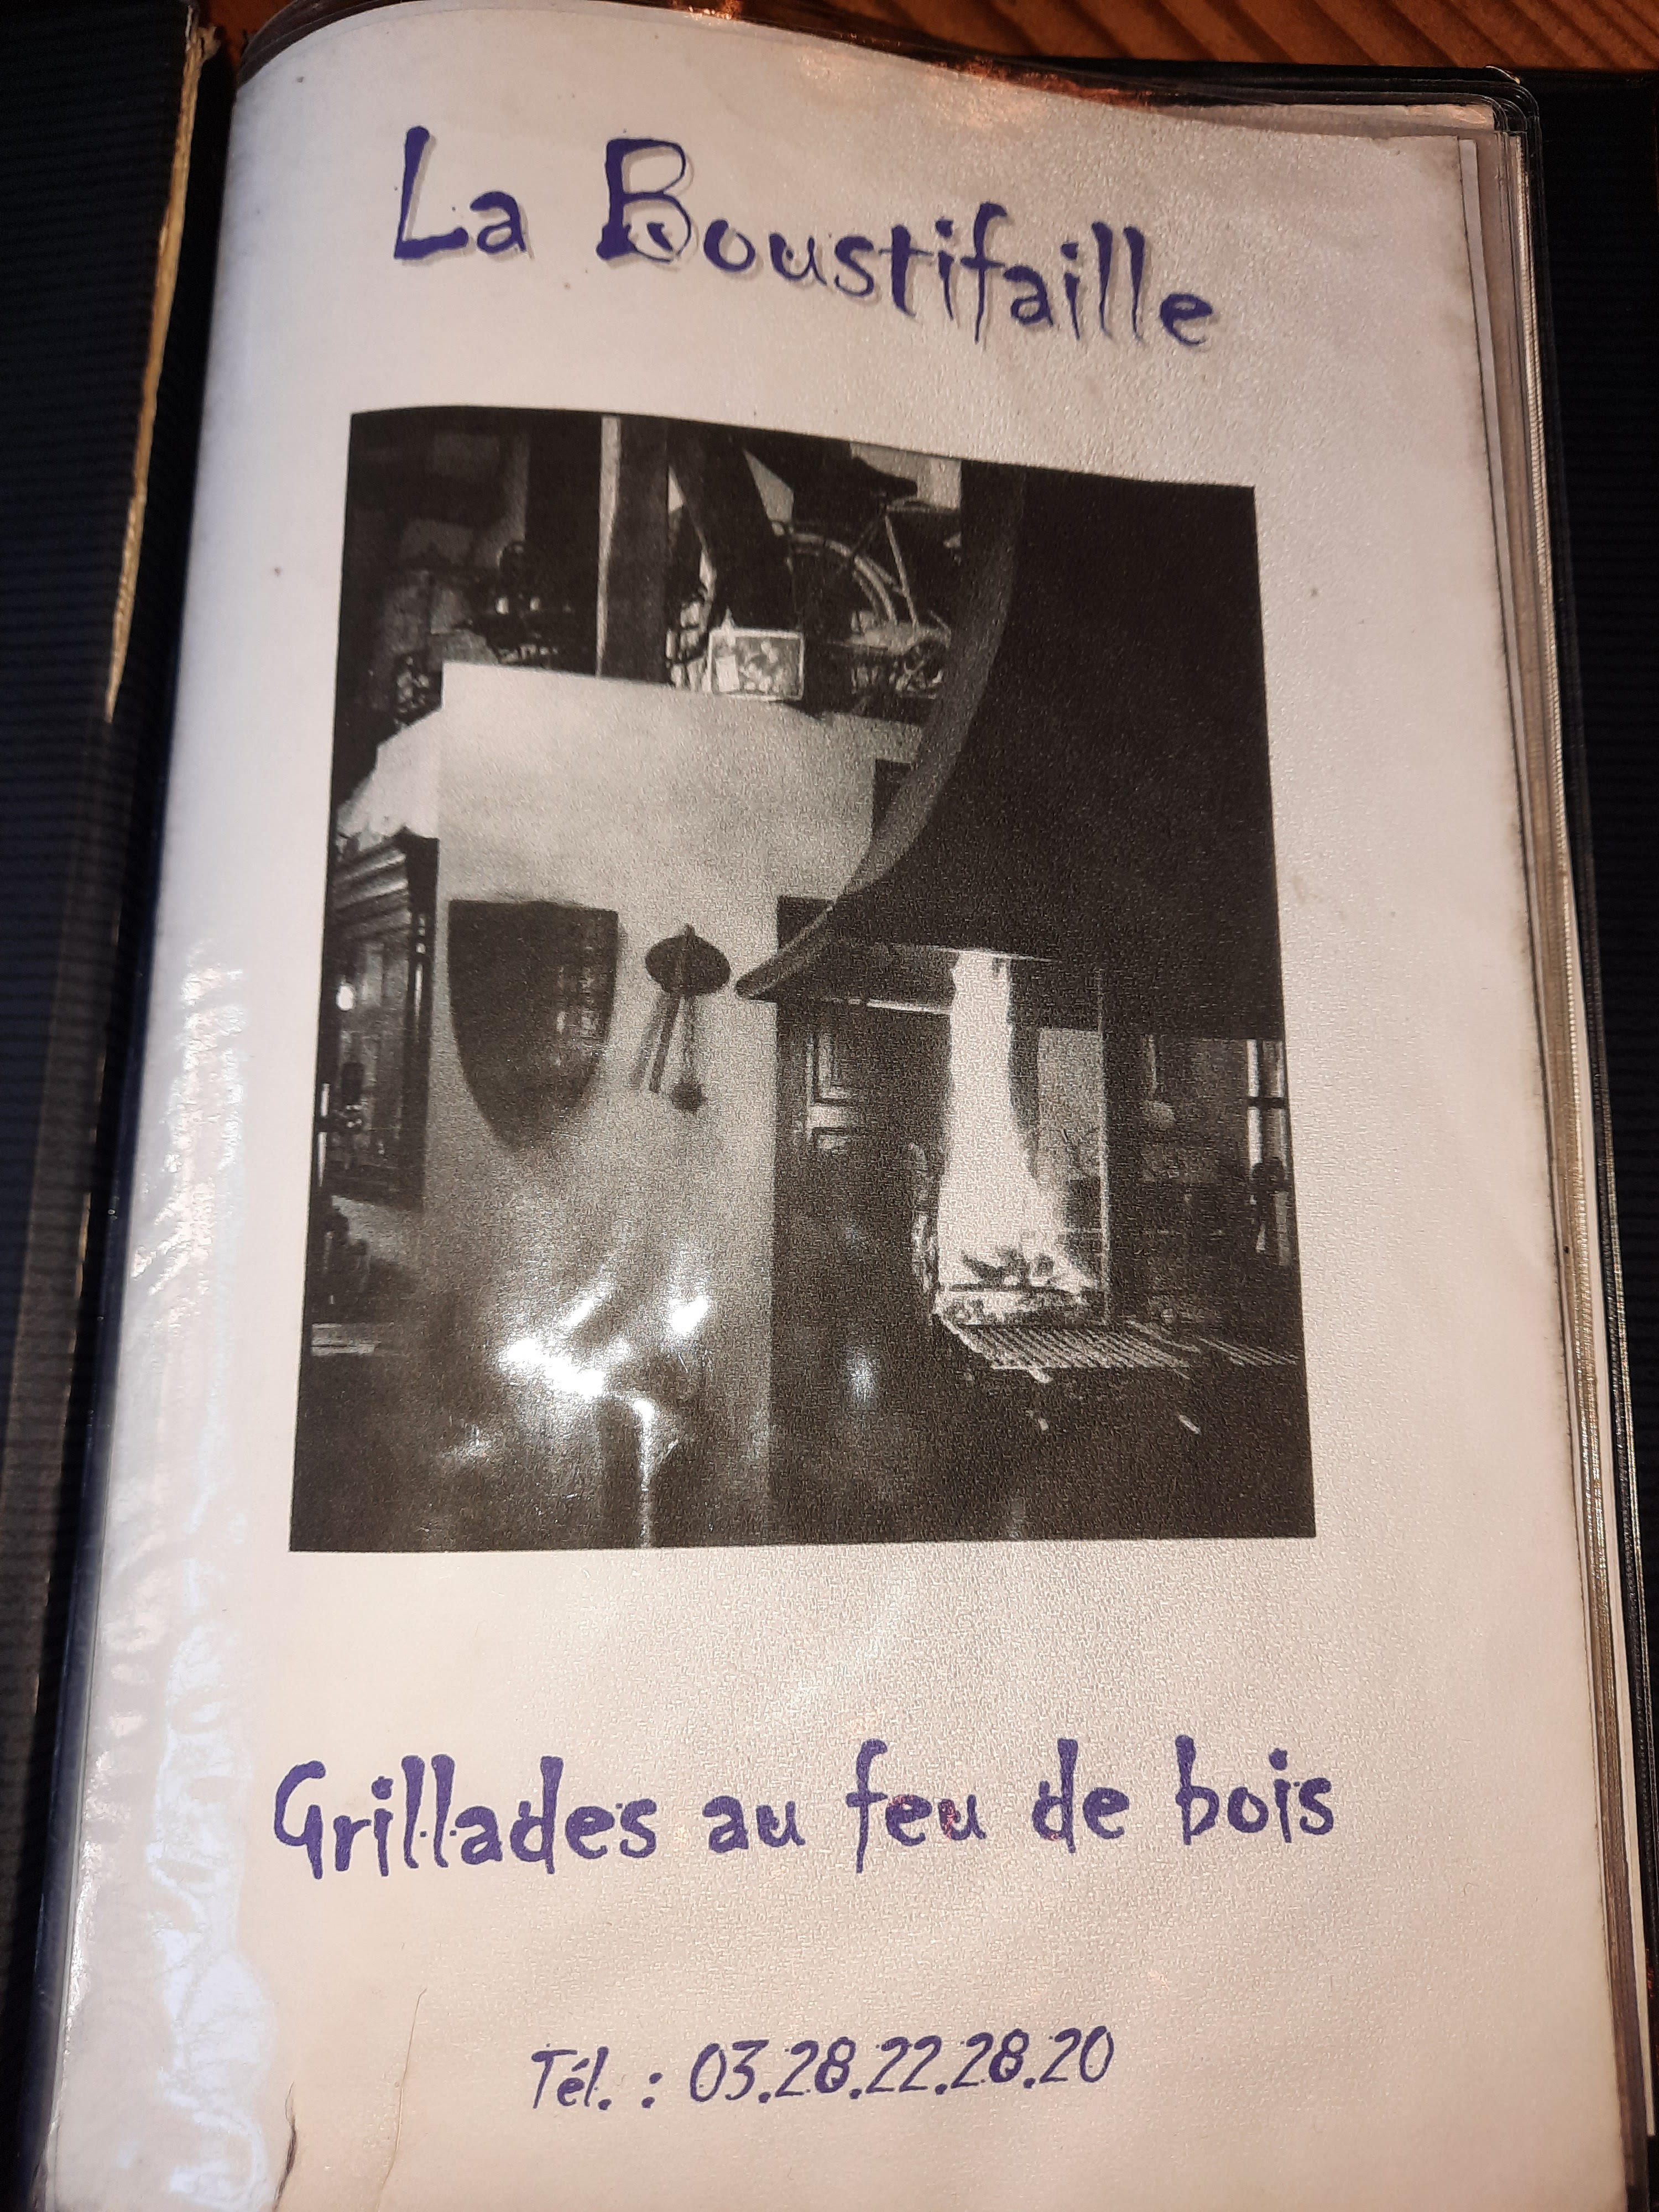 La Boustifaille
Grillades au feu de bois
Tél. : 03.28.22.28.20